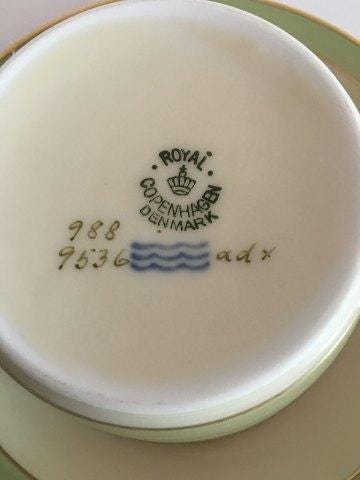 ROYAL
COPENHAGEN
DENMARK
988
9536 adx